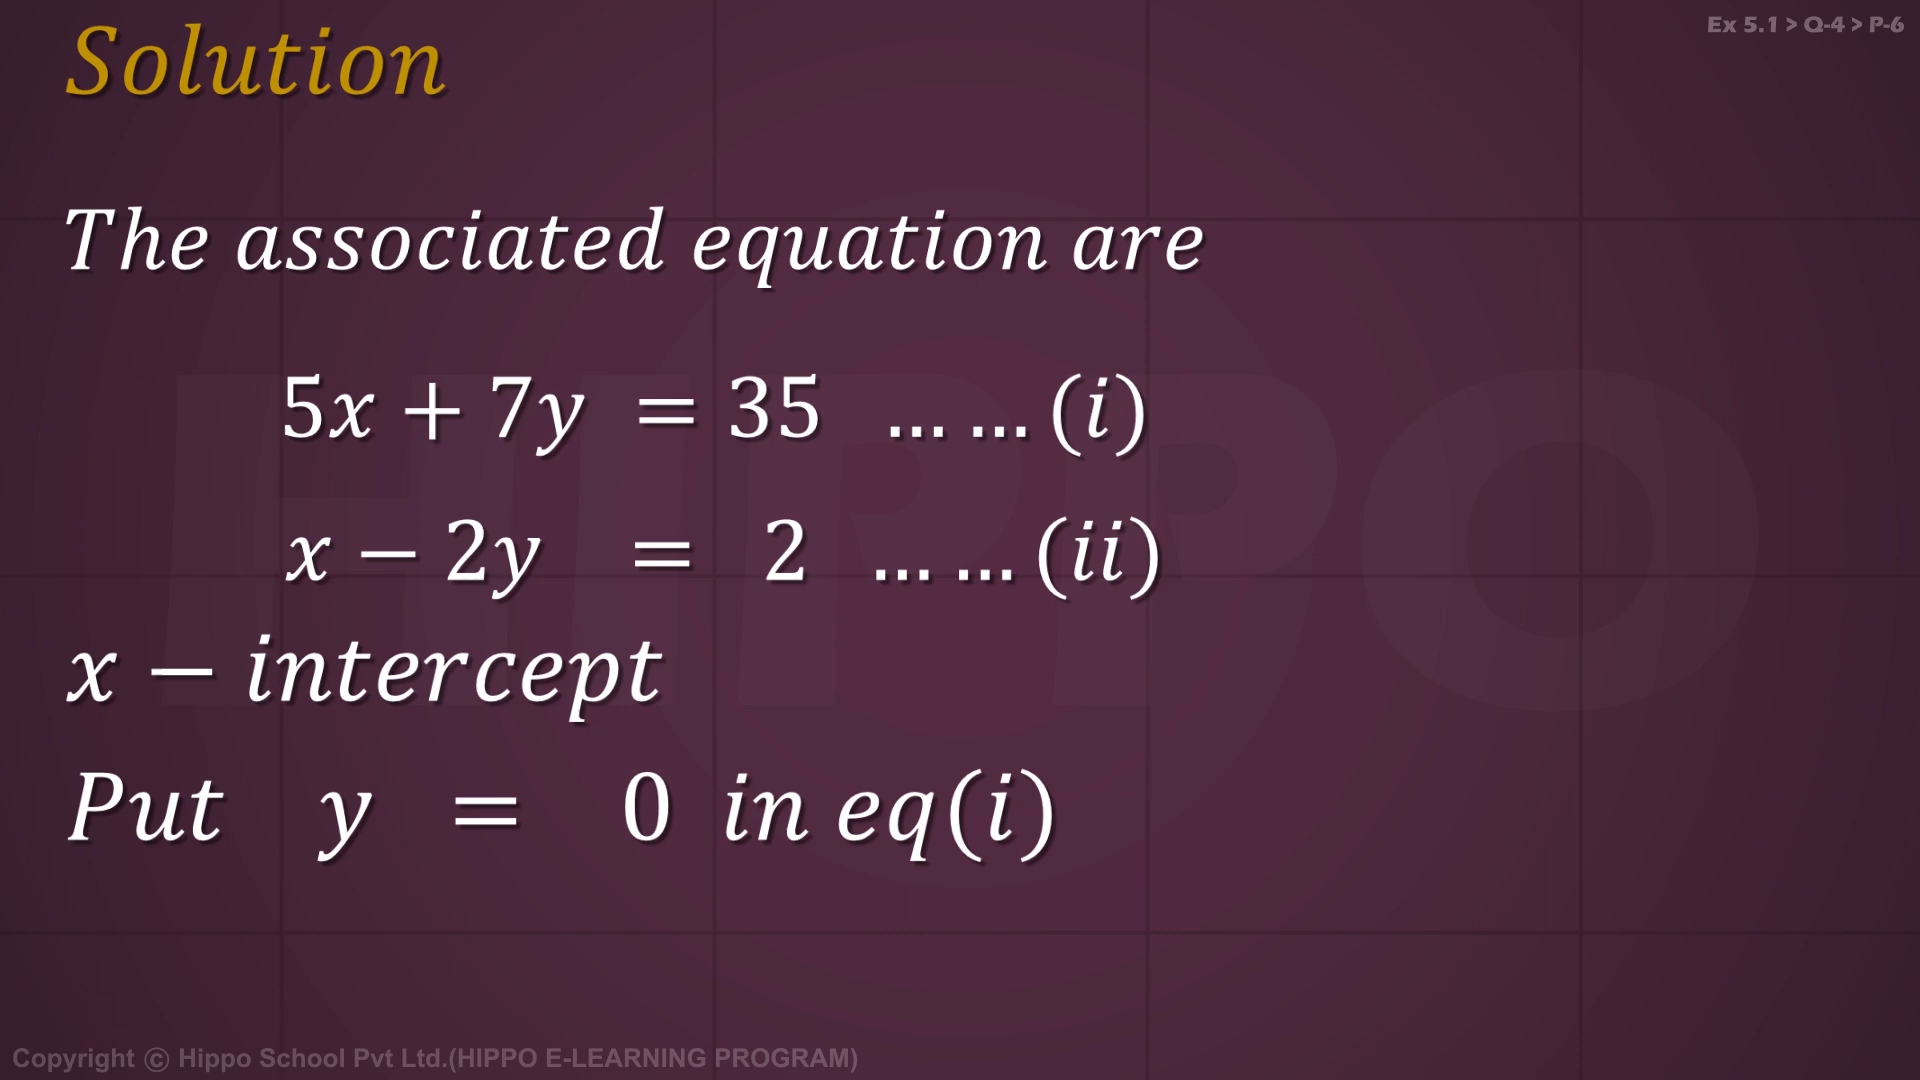 Ex 5.1 > Q-4 > P-6
Solution
The associated equation are
5x + 7y = 35 ... ... (i)
x − 2y = 2 ... ... (ii)
x − intercept
Put y = 0 in eq(i)
HIPPO
Copyright © Hippo School Pvt Ltd.(HIPPO E-LEARNING PROGRAM)